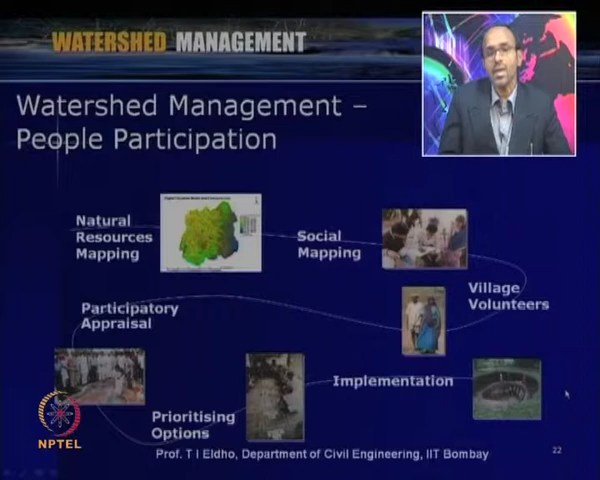 WATERSHED MANAGEMENT
Watershed Management –
People Participation
Natural
Resources
Mapping
Social
Mapping
Village
Volunteers
Participatory
Appraisal
Implementation
Prioritising
Options
NPTEL
Prof. T I Eldho, Department of Civil Engineering, IIT Bombay
22